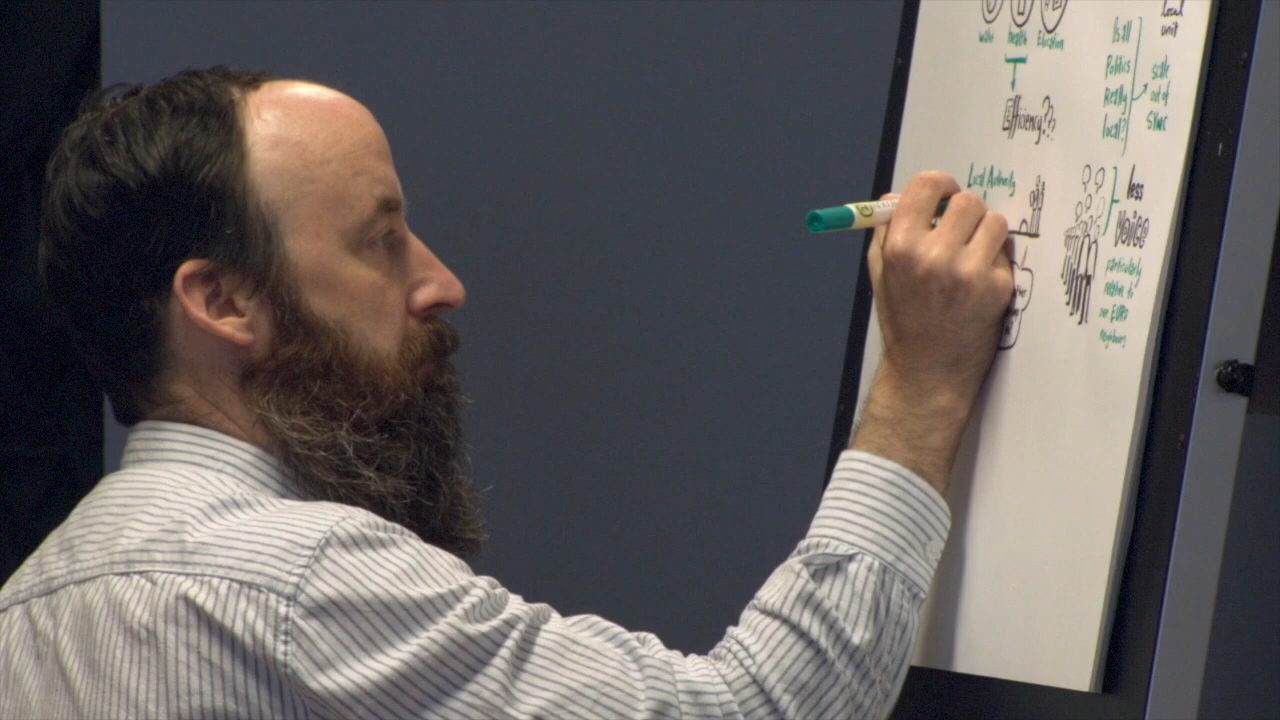 Water Health Education
Efficiency??
Local Authority
Local
unit
Is all
Politics
Really
local?
scale
out of
sync
less
Voice
particularly
relative to
our EURO
neighbours